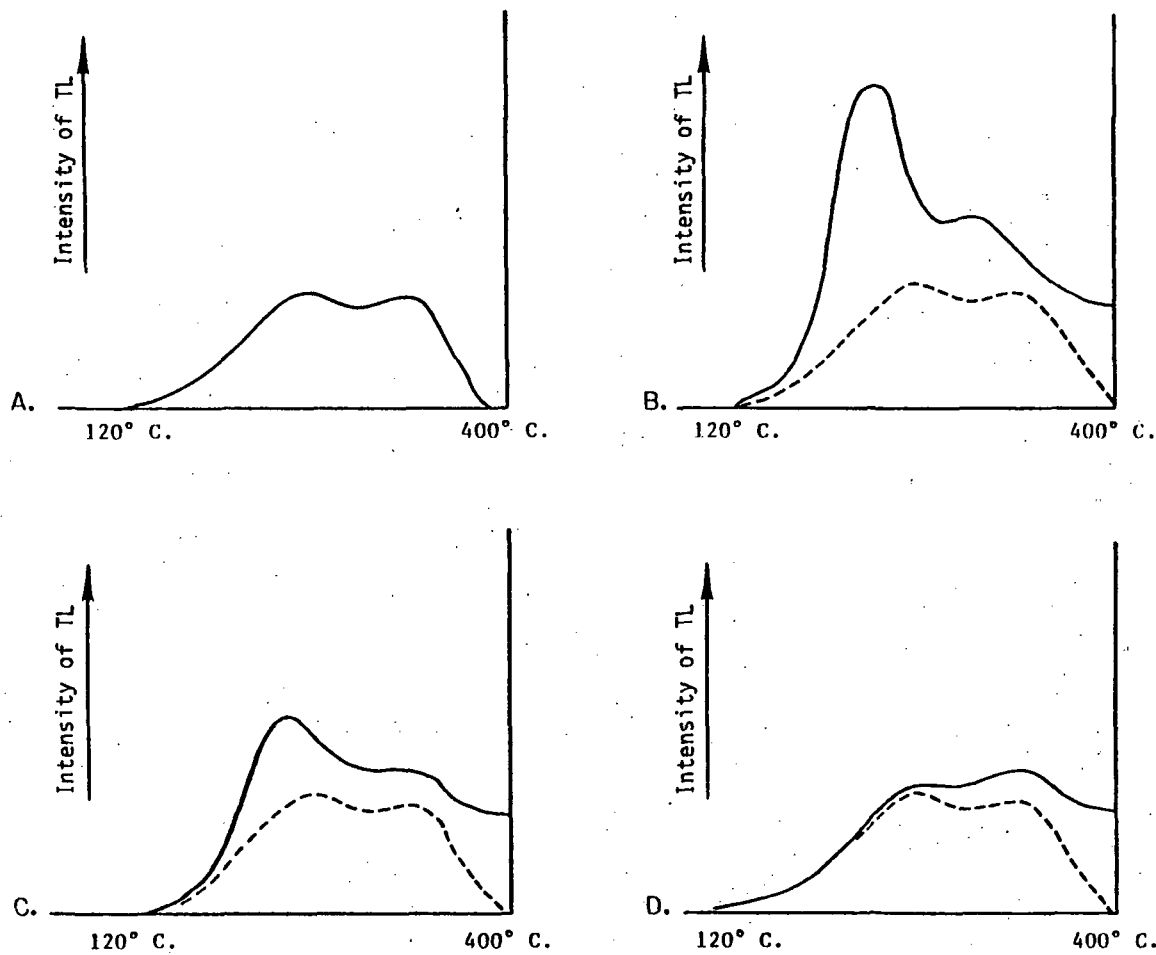 Intensity of TL
A.
120° C.
400° C.
Intensity of TL
B.
120° C.
400° C.
Intensity of TL
C.
120° C.
400° C.
Intensity of TL
D.
120° C.
400° C.